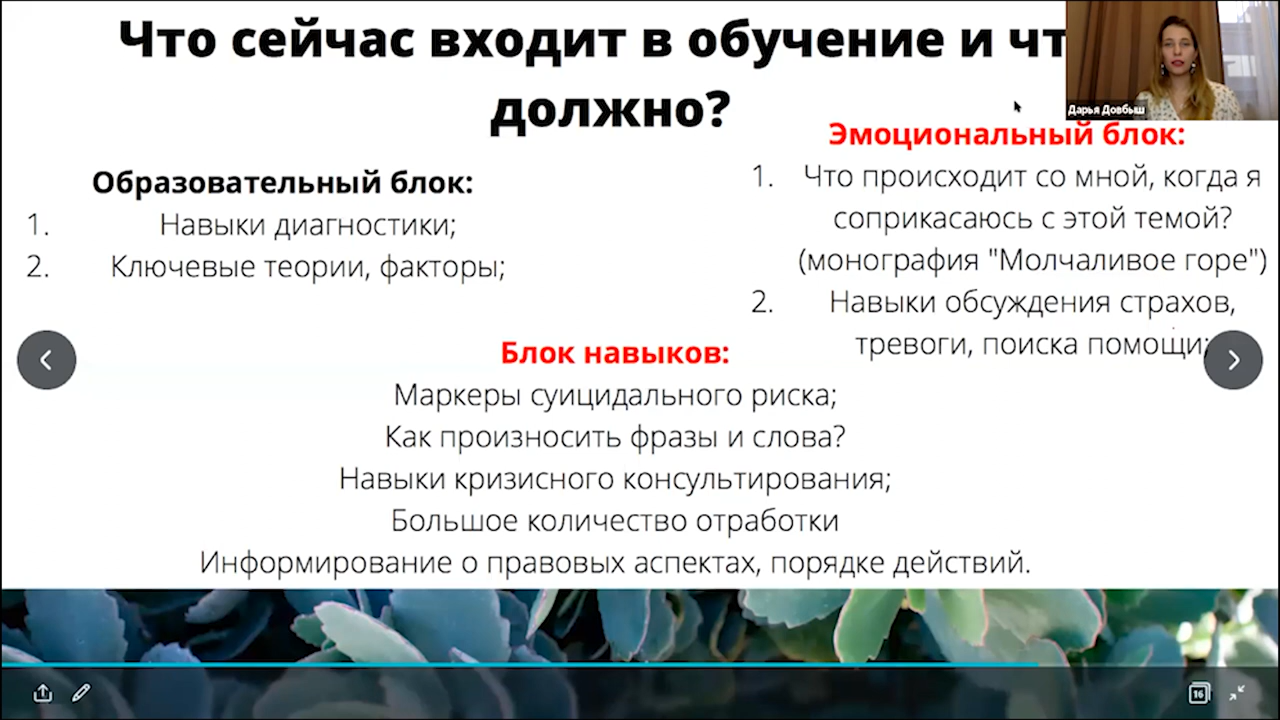 Что сейчас входит в обучение и чт
должно?
Дарья Довбыш
Образовательный блок:
1. Навыки диагностики;
2. Ключевые теории, факторы;
Эмоциональный блок:
1. Что происходит со мной, когда я
соприкасаюсь с этой темой?
(монография "Молчаливое горе")
2. Навыки обсуждения страхов,
тревоги, поиска помощи;
Блок навыков:
Маркеры суицидального риска;
Как произносить фразы и слова?
Навыки кризисного консультирования;
Большое количество отработки
Информирование о правовых аспектах, порядке действий.
16